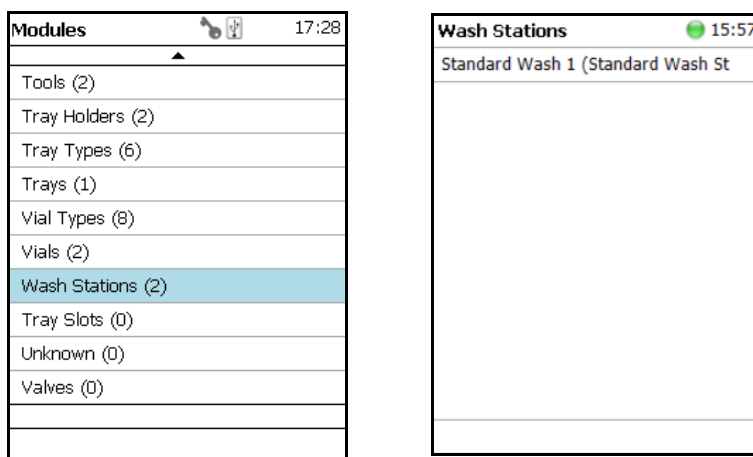 Modules 17:28
Tools (2)
Tray Holders (2)
Tray Types (6)
Trays (1)
Vial Types (8)
Vials (2)
Wash Stations (2)
Tray Slots (0)
Unknown (0)
Valves (0)
Wash Stations 15:57
Standard Wash 1 (Standard Wash St